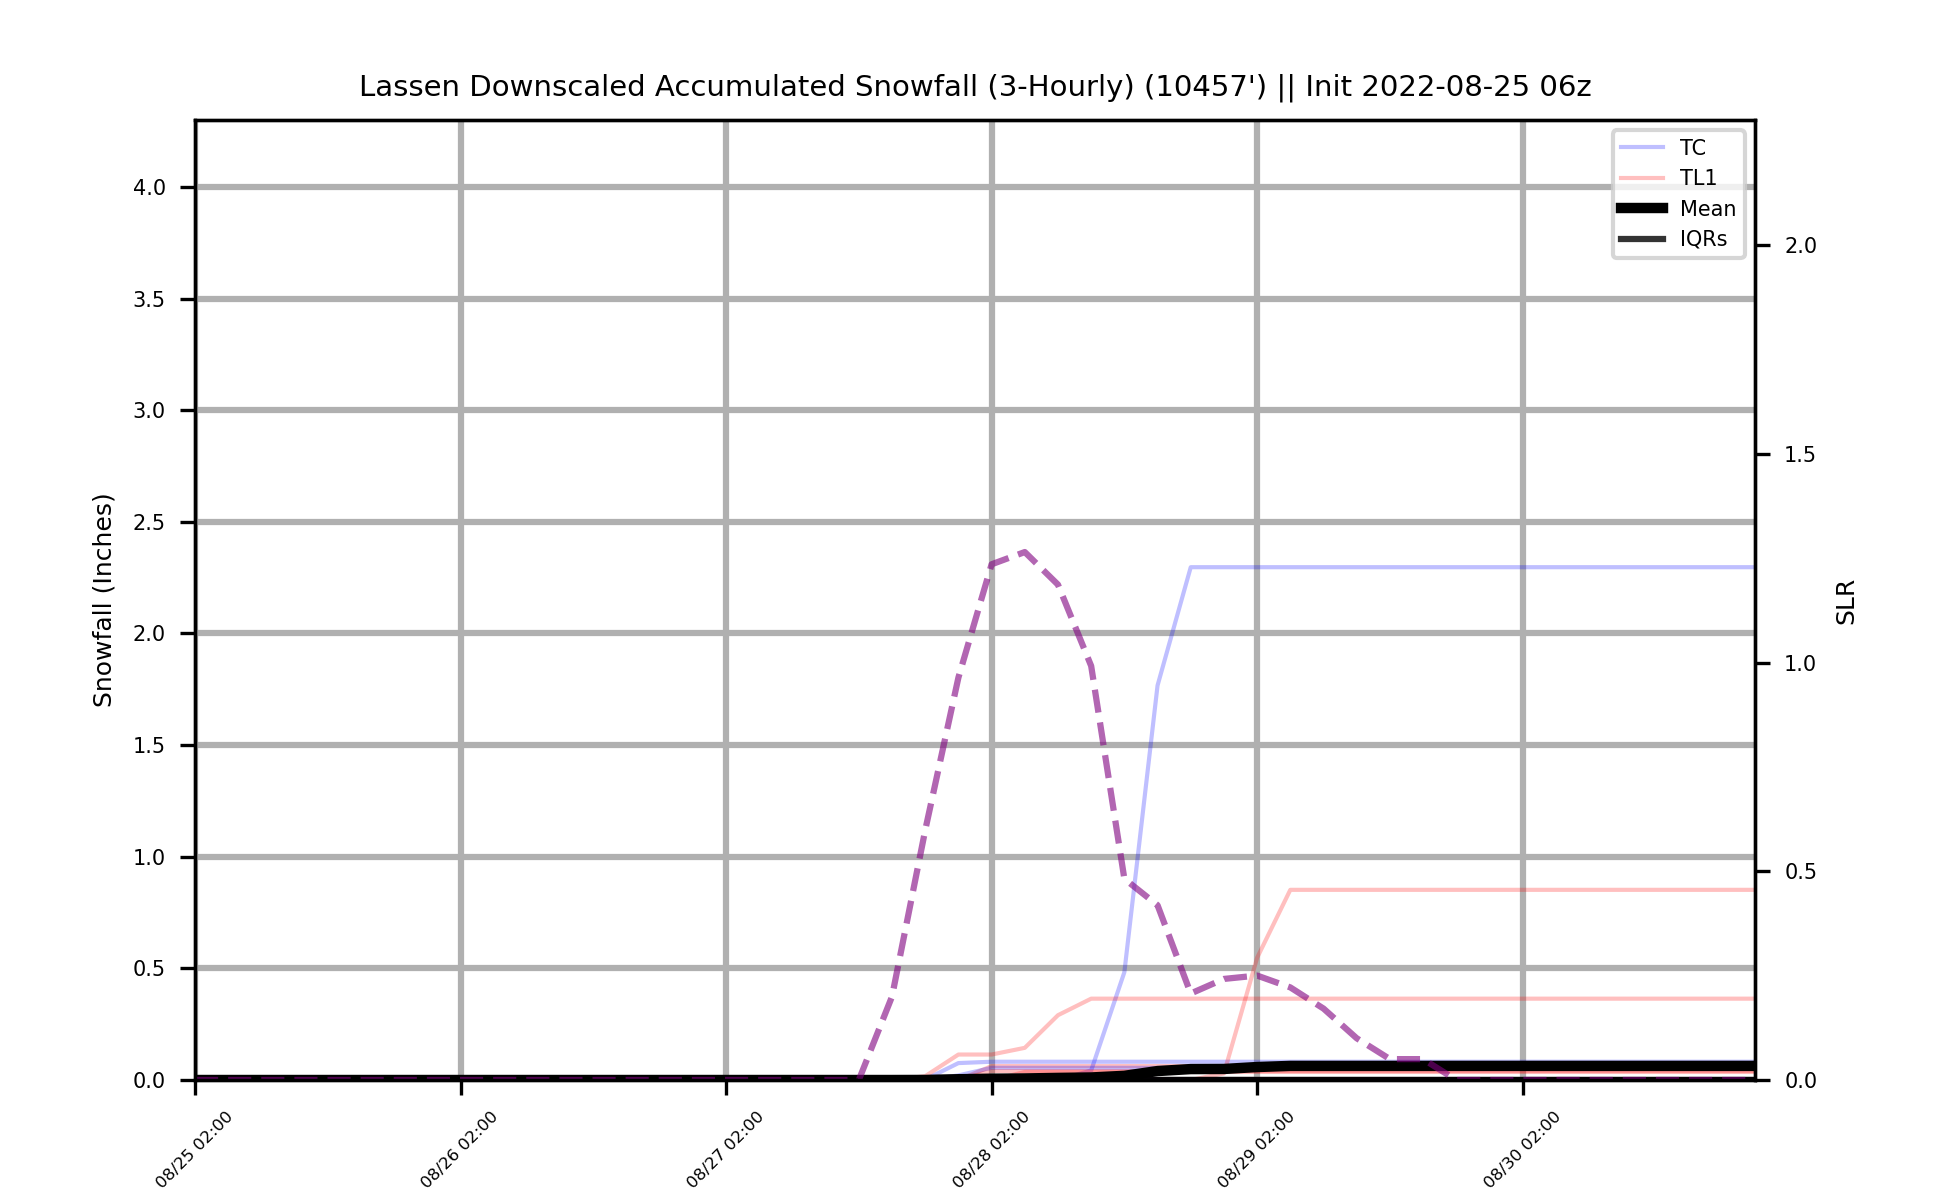 Lassen Downscaled Accumulated Snowfall (3-Hourly) (10457') || Init 2022-08-25 06z
TC
TL1
Mean
IQRs
Snowfall (Inches)
4.0
3.5
3.0
2.5
2.0
1.5
1.0
0.5
0.0
SLR
2.0
1.5
1.0
0.5
0.0
08/25 02:00
08/26 02:00
08/27 02:00
08/28 02:00
08/29 02:00
08/30 02:00